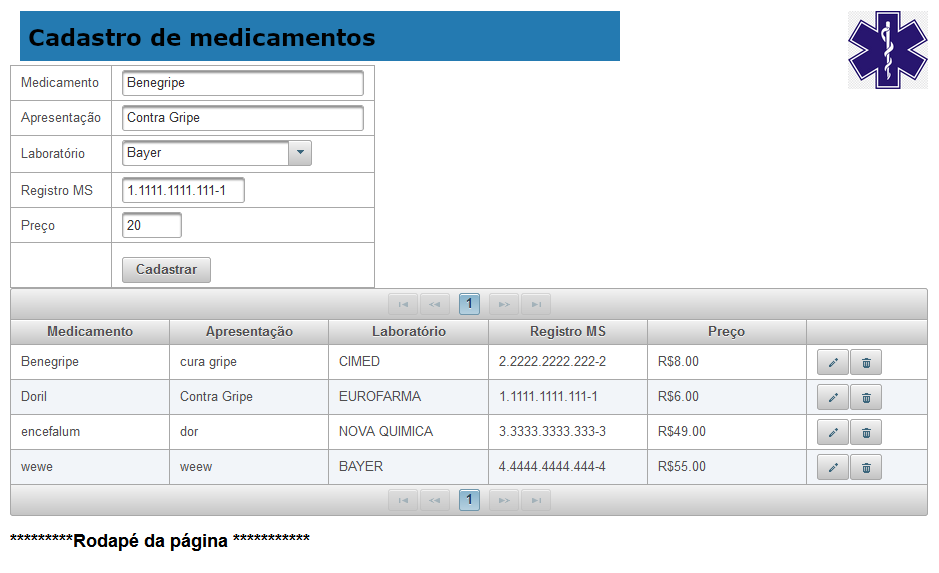 Cadastro de medicamentos
Medicamento Benegripe
Apresentação Contra Gripe
Laboratório Bayer
Registro MS 1.1111.1111.111-1
Preço 20
Cadastrar
1
Medicamento Apresentação Laboratório Registro MS Preço
Benegripe cura gripe CIMED 2.2222.2222.222-2 R$8.00
Doril Contra Gripe EUROFARMA 1.1111.1111.111-1 R$6.00
encefalum dor NOVA QUIMICA 3.3333.3333.333-3 R$49.00
wewe weew BAYER 4.4444.4444.444-4 R$55.00
1
*********Rodapé da página ***********